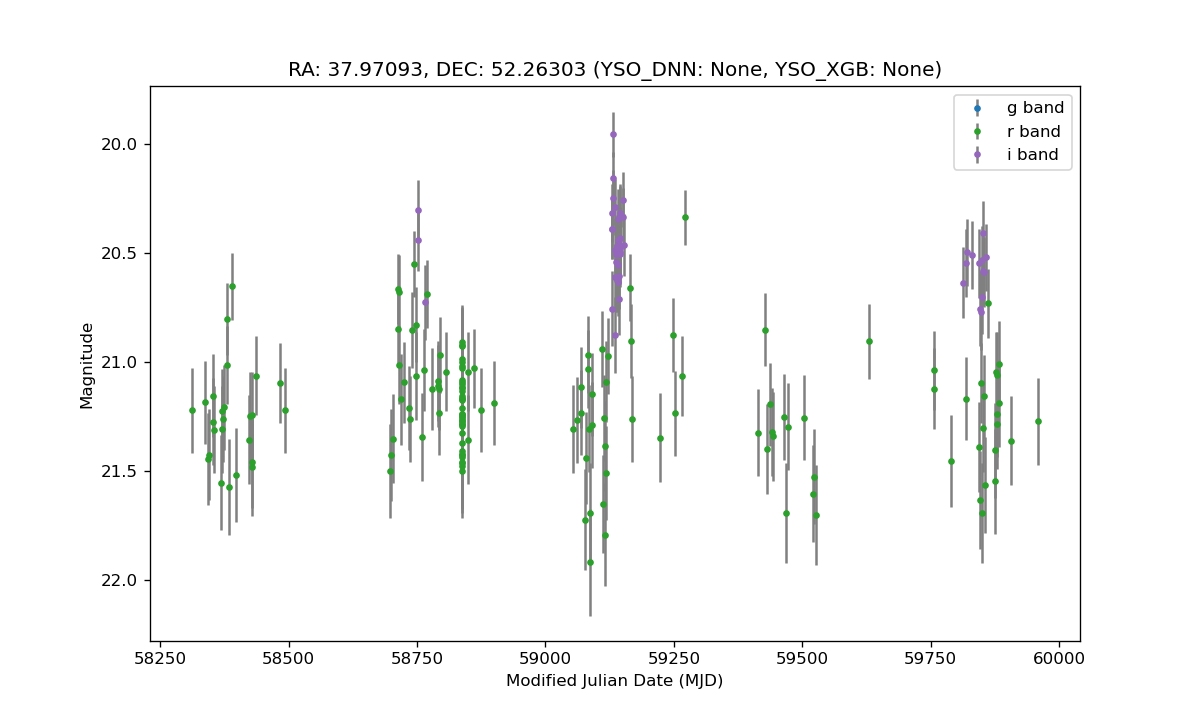 RA: 37.97093, DEC: 52.26303 (YSO_DNN: None, YSO_XGB: None)
g band
r band
i band
20.0
20.5
21.0
21.5
22.0
Magnitude
58250 58500 58750 59000 59250 59500 59750 60000
Modified Julian Date (MJD)